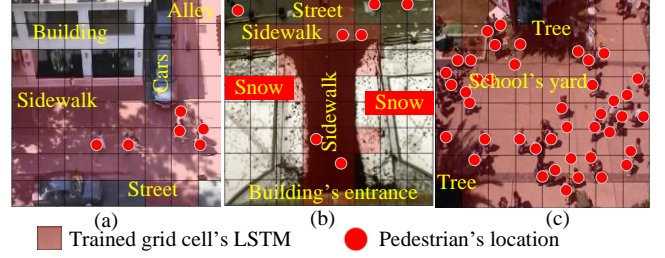 Alley
Building
Cars
Sidewalk
Street
(a)
Street
Sidewalk
Snow
Snow
Sidewalk
Building's entrance
(b)
Tree
School's yard
Tree
(c)
Trained grid cell's LSTM
Pedestrian's location